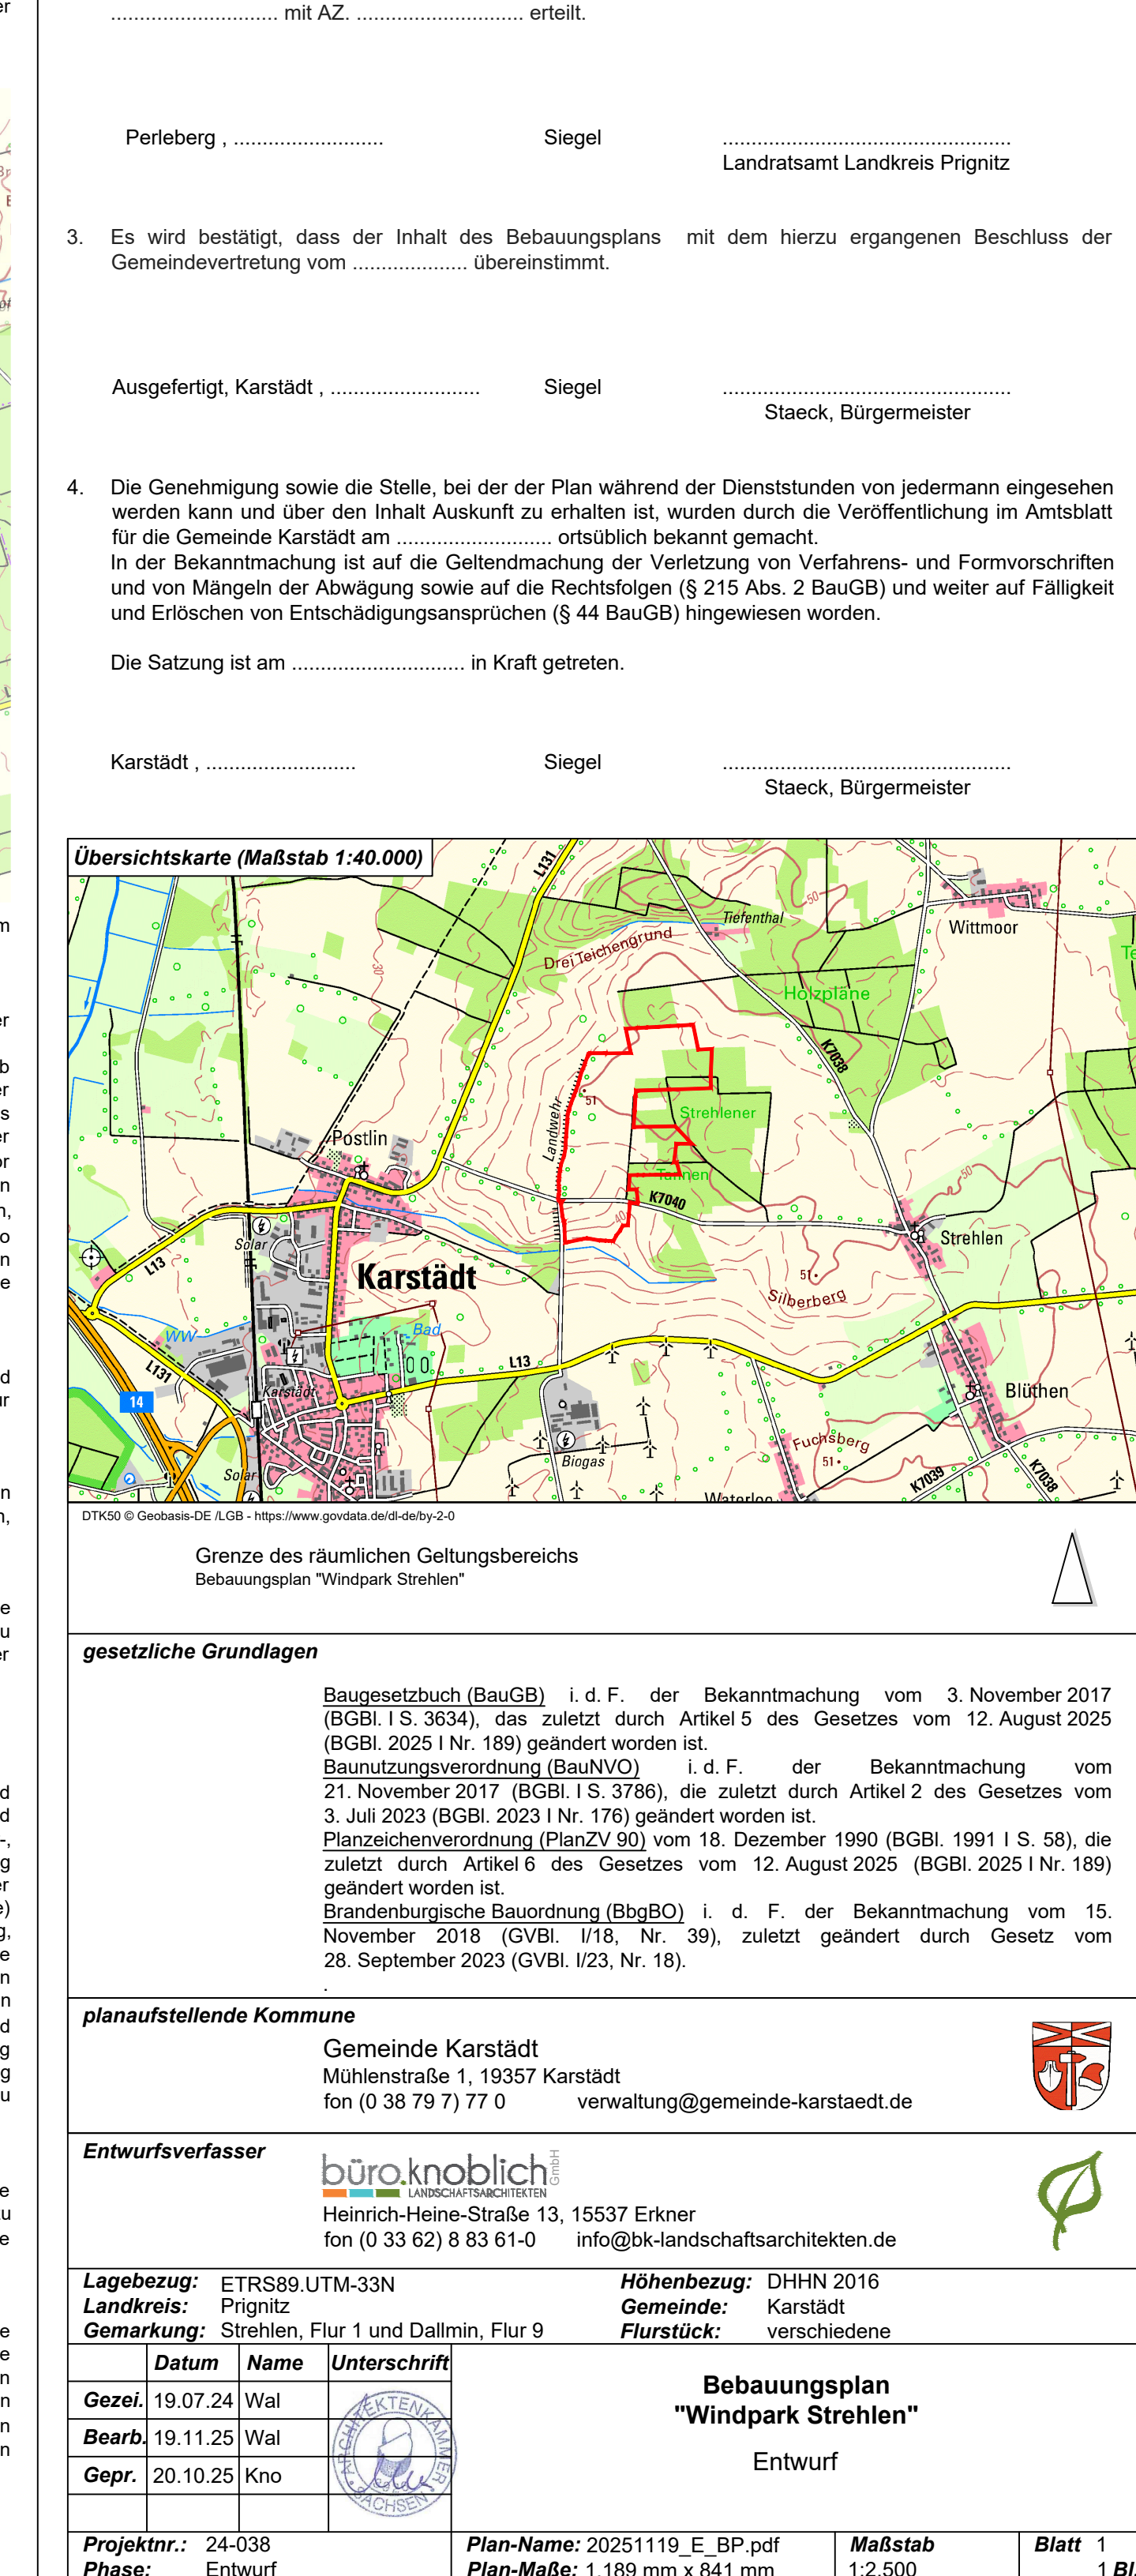 ............................. mit AZ. ............................. erteilt.
Perleberg , .......................... Siegel ..................................................
Landratsamt Landkreis Prignitz
3. Es wird bestätigt, dass der Inhalt des Bebauungsplans mit dem hierzu ergangenen Beschluss der
Gemeindevertretung vom .................... übereinstimmt.
Ausgefertigt, Karstädt , .......................... Siegel ..................................................
Staeck, Bürgermeister
4. Die Genehmigung sowie die Stelle, bei der der Plan während der Dienststunden von jedermann eingesehen
werden kann und über den Inhalt Auskunft zu erhalten ist, wurden durch die Veröffentlichung im Amtsblatt
für die Gemeinde Karstädt am ........................... ortsüblich bekannt gemacht.
In der Bekanntmachung ist auf die Geltendmachung der Verletzung von Verfahrens- und Formvorschriften
und von Mängeln der Abwägung sowie auf die Rechtsfolgen (§ 215 Abs. 2 BauGB) und weiter auf Fälligkeit
und Erlöschen von Entschädigungsansprüchen (§ 44 BauGB) hingewiesen worden.
Die Satzung ist am .............................. in Kraft getreten.
Karstädt , .......................... Siegel ..................................................
Staeck, Bürgermeister
Übersichtskarte (Maßstab 1:40.000)
L131
Tiefenthal
50
Wittmoor
Drei Teichengrund
30
Holzplane
K7038
Landwehr
51
Strehlener
Postlin
Tannen
K7040
50
40
Solar
Strehlen
L13
Karstädt
51
Silberberg
WW
Bad
L131
L13
Karstädt
14
Blüthen
Fuchsberg
51
Biogas
Solar
K7039
K7038
Waterloo
DTK50 © Geobasis-DE /LGB - https://www.govdata.de/dl-de/by-2-0
Grenze des räumlichen Geltungsbereichs
Bebauungsplan "Windpark Strehlen"
gesetzliche Grundlagen
Baugesetzbuch (BauGB) i. d. F. der Bekanntmachung vom 3. November 2017
(BGBl. I S. 3634), das zuletzt durch Artikel 5 des Gesetzes vom 12. August 2025
(BGBl. 2025 I Nr. 189) geändert worden ist.
Baunutzungsverordnung (BauNVO) i. d. F. der Bekanntmachung vom
21. November 2017 (BGBl. I S. 3786), die zuletzt durch Artikel 2 des Gesetzes vom
3. Juli 2023 (BGBl. 2023 I Nr. 176) geändert worden ist.
Planzeichenverordnung (PlanZV 90) vom 18. Dezember 1990 (BGBl. 1991 I S. 58), die
zuletzt durch Artikel 6 des Gesetzes vom 12. August 2025 (BGBl. 2025 I Nr. 189)
geändert worden ist.
Brandenburgische Bauordnung (BbgBO) i. d. F. der Bekanntmachung vom 15.
November 2018 (GVBl. I/18, Nr. 39), zuletzt geändert durch Gesetz vom
28. September 2023 (GVBl. I/23, Nr. 18).
.
planaufstellende Kommune
Gemeinde Karstädt
Mühlenstraße 1, 19357 Karstädt
fon (0 38 79 7) 77 0 verwaltung@gemeinde-karstaedt.de
Entwurfsverfasser
büro.knoblich GmbH
LANDSCHAFTSARCHITEKTEN
Heinrich-Heine-Straße 13, 15537 Erkner
fon (0 33 62) 8 83 61-0 info@bk-landschaftsarchitekten.de
Lagebezug: ETRS89.UTM-33N Höhenbezug: DHHN 2016
Landkreis: Prignitz Gemeinde: Karstädt
Gemarkung: Strehlen, Flur 1 und Dallmin, Flur 9 Flurstück: verschiedene
Datum Name Unterschrift
Gezei. 19.07.24 Wal
Bearb. 19.11.25 Wal
Gepr. 20.10.25 Kno
ARCHITEKTENKAMMER
SACHSEN
Bebauungsplan
"Windpark Strehlen"
Entwurf
Projektnr.: 24-038 Plan-Name: 20251119_E_BP.pdf Maßstab Blatt 1
Phase: Entwurf Plan-Maße: 1.189 mm x 841 mm 1:2.500 1 Bl.